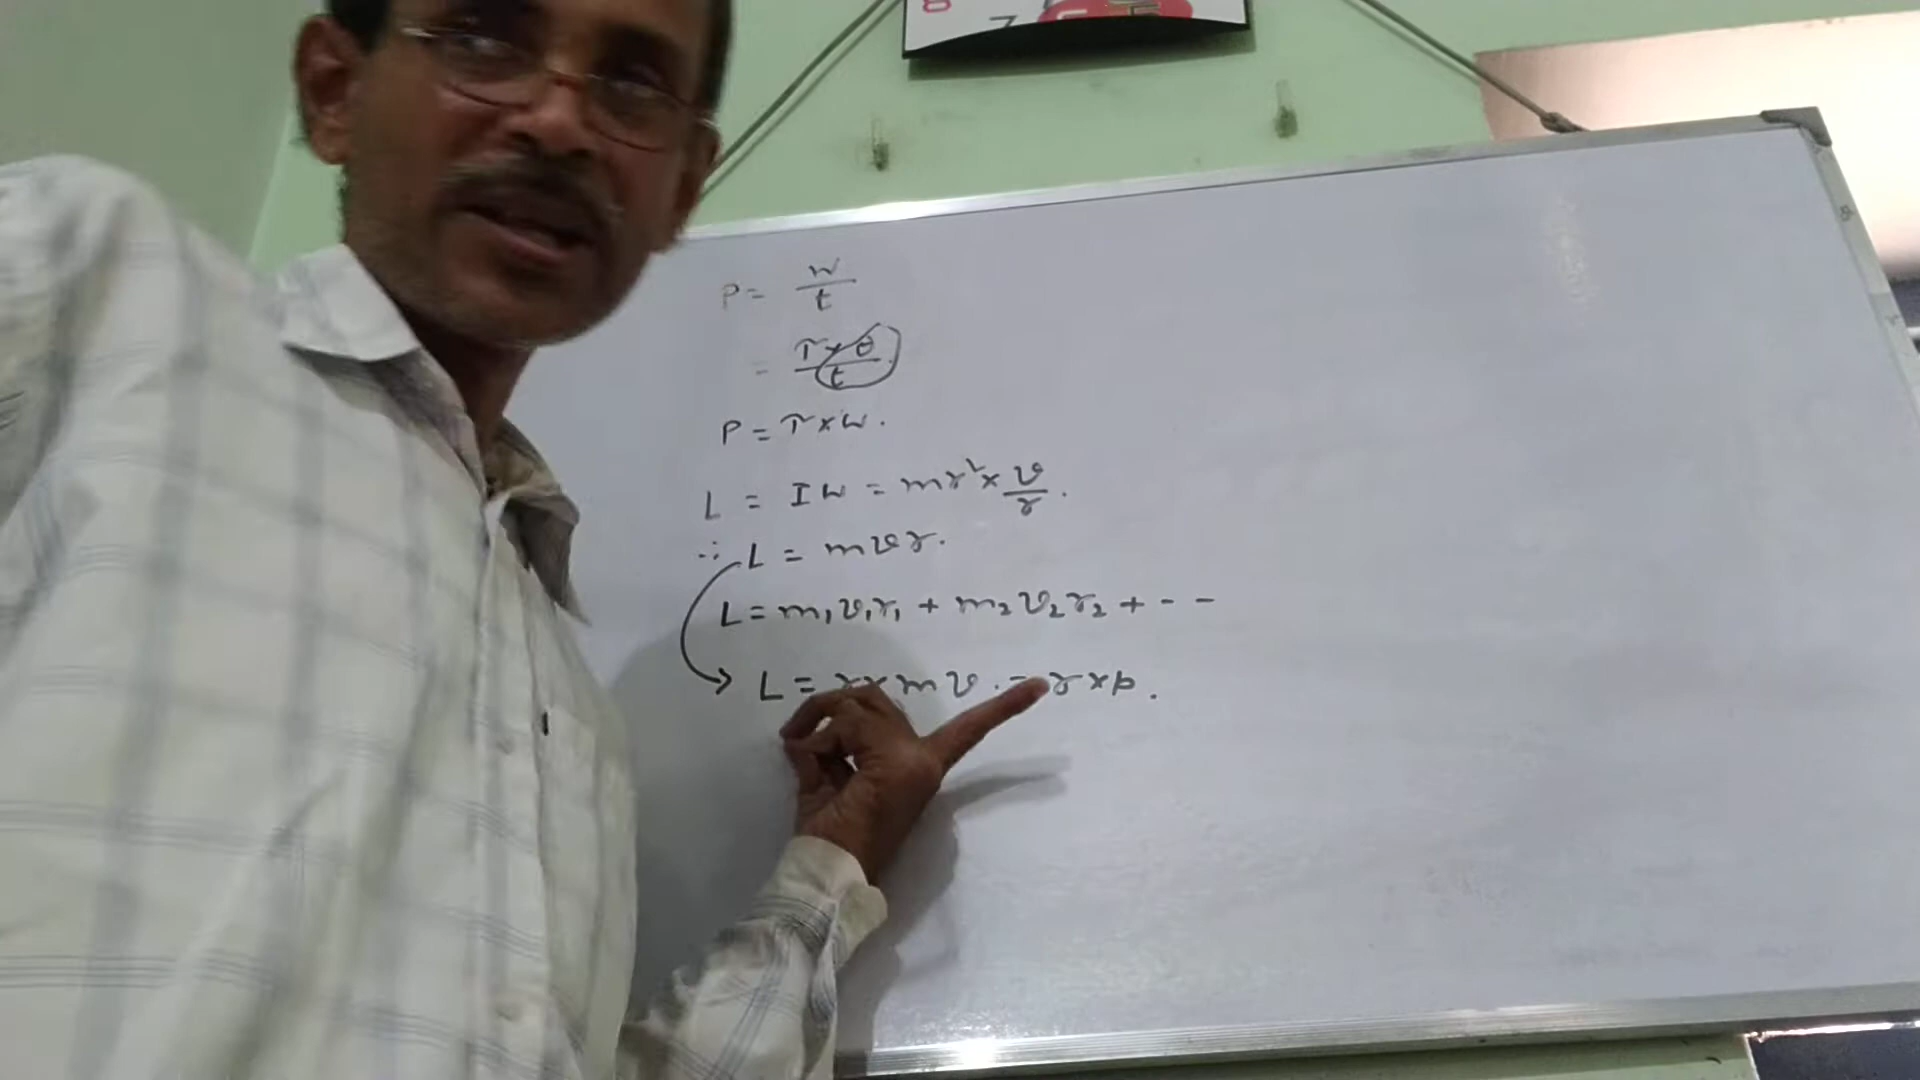 P = W/t
= τ × θ/t
P = τ × ω.
L = Iω = mr² × v/r.
∴ L = mvr.
L = m₁v₁r₁ + m₂v₂r₂ + - -
L = r × mv. = r × p.